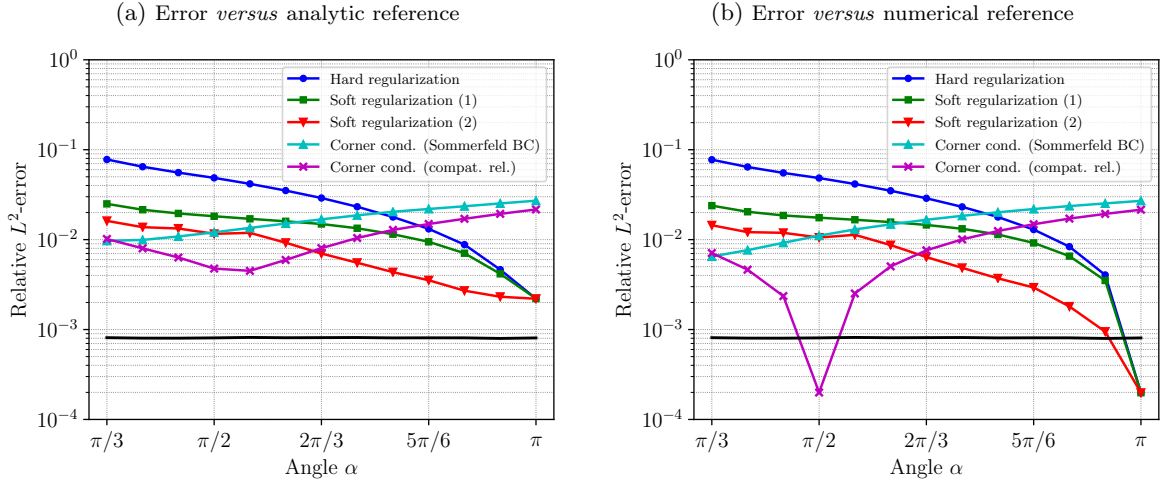 (a) Error versus analytic reference
10^0
10^{-1}
10^{-2}
10^{-3}
10^{-4}
Relative L^2-error
Hard regularization
Soft regularization (1)
Soft regularization (2)
Corner cond. (Sommerfeld BC)
Corner cond. (compat. rel.)
π/3
π/2
2π/3
5π/6
π
Angle α
(b) Error versus numerical reference
10^0
10^{-1}
10^{-2}
10^{-3}
10^{-4}
Relative L^2-error
Hard regularization
Soft regularization (1)
Soft regularization (2)
Corner cond. (Sommerfeld BC)
Corner cond. (compat. rel.)
π/3
π/2
2π/3
5π/6
π
Angle α